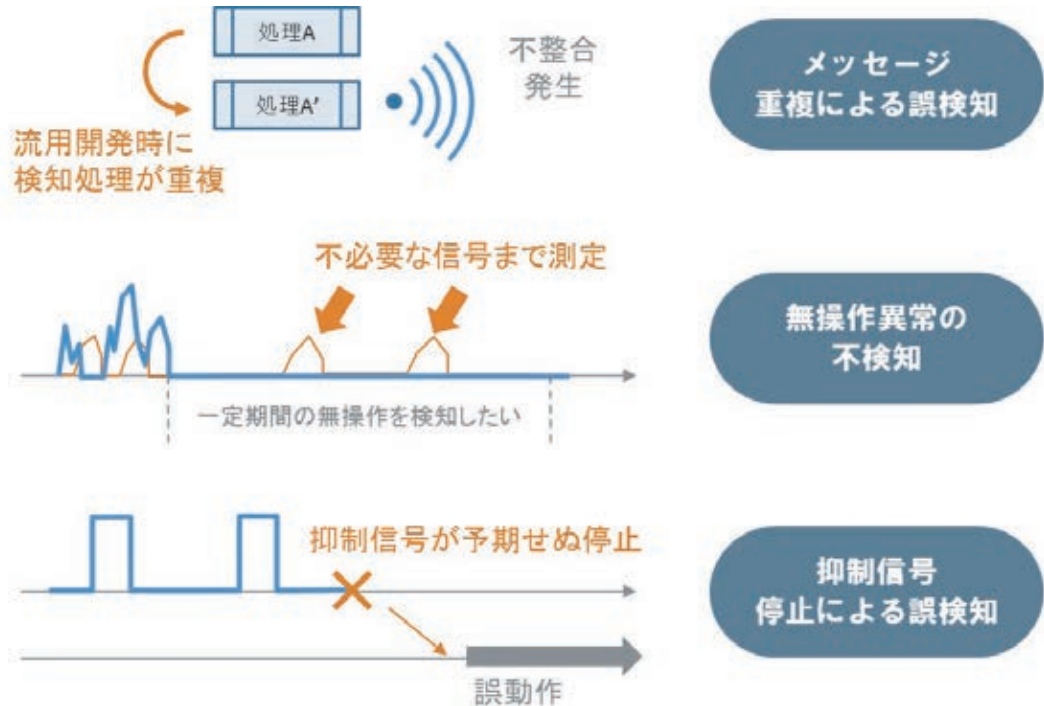 処理A
処理A'
不整合
発生
流用開発時に
検知処理が重複
メッセージ
重複による誤検知
不必要な信号まで測定
一定期間の無操作を検知したい
無操作異常の
不検知
抑制信号が予期せぬ停止
誤動作
抑制信号
停止による誤検知